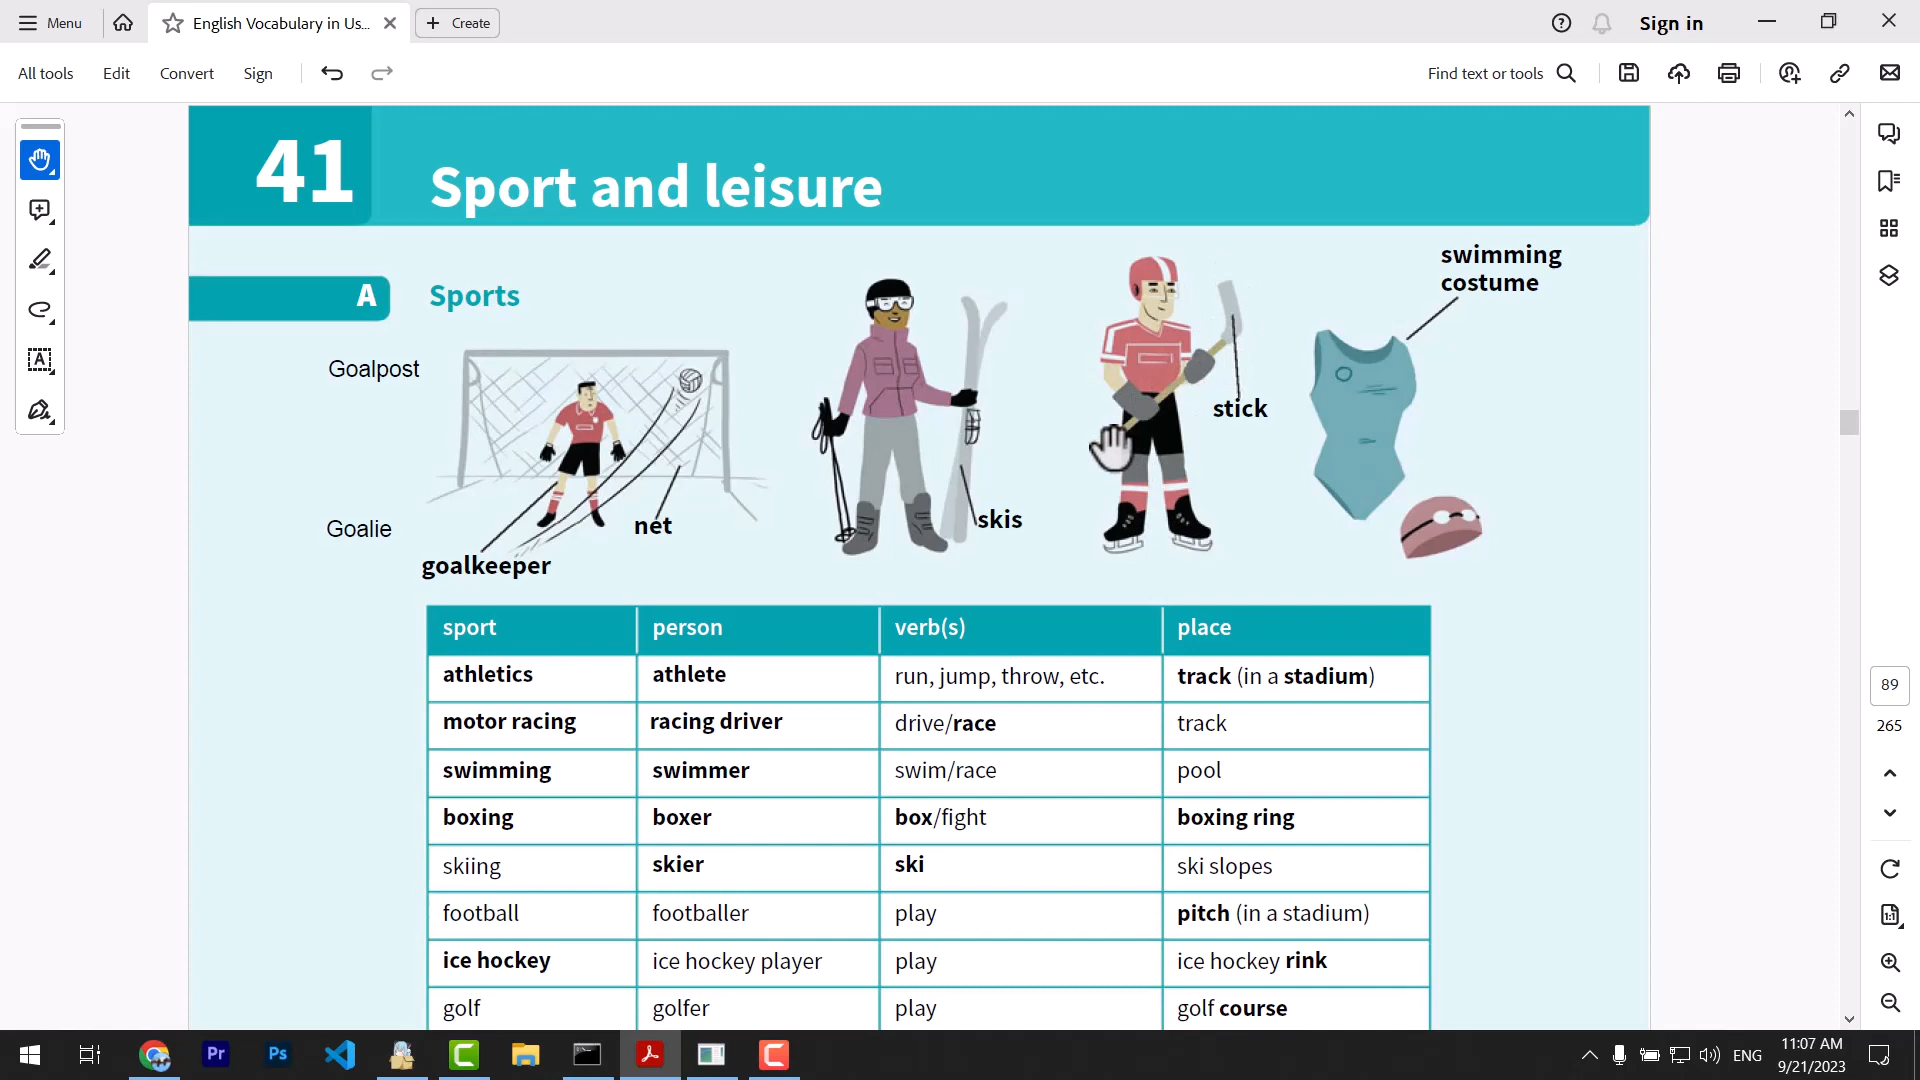 Menu
English Vocabulary in Us...
Create
Sign in
All tools
Edit
Convert
Sign
Find text or tools
41
Sport and leisure
A
Sports
swimming
costume
Goalpost
stick
Goalie
net
skis
goalkeeper
sport person verb(s) place
athletics athlete run, jump, throw, etc. track (in a stadium)
motor racing racing driver drive/race track
swimming swimmer swim/race pool
boxing boxer box/fight boxing ring
skiing skier ski ski slopes
football footballer play pitch (in a stadium)
ice hockey ice hockey player play ice hockey rink
golf golfer play golf course
89
265
1:1
Pr
Ps
ENG
11:07 AM
9/21/2023